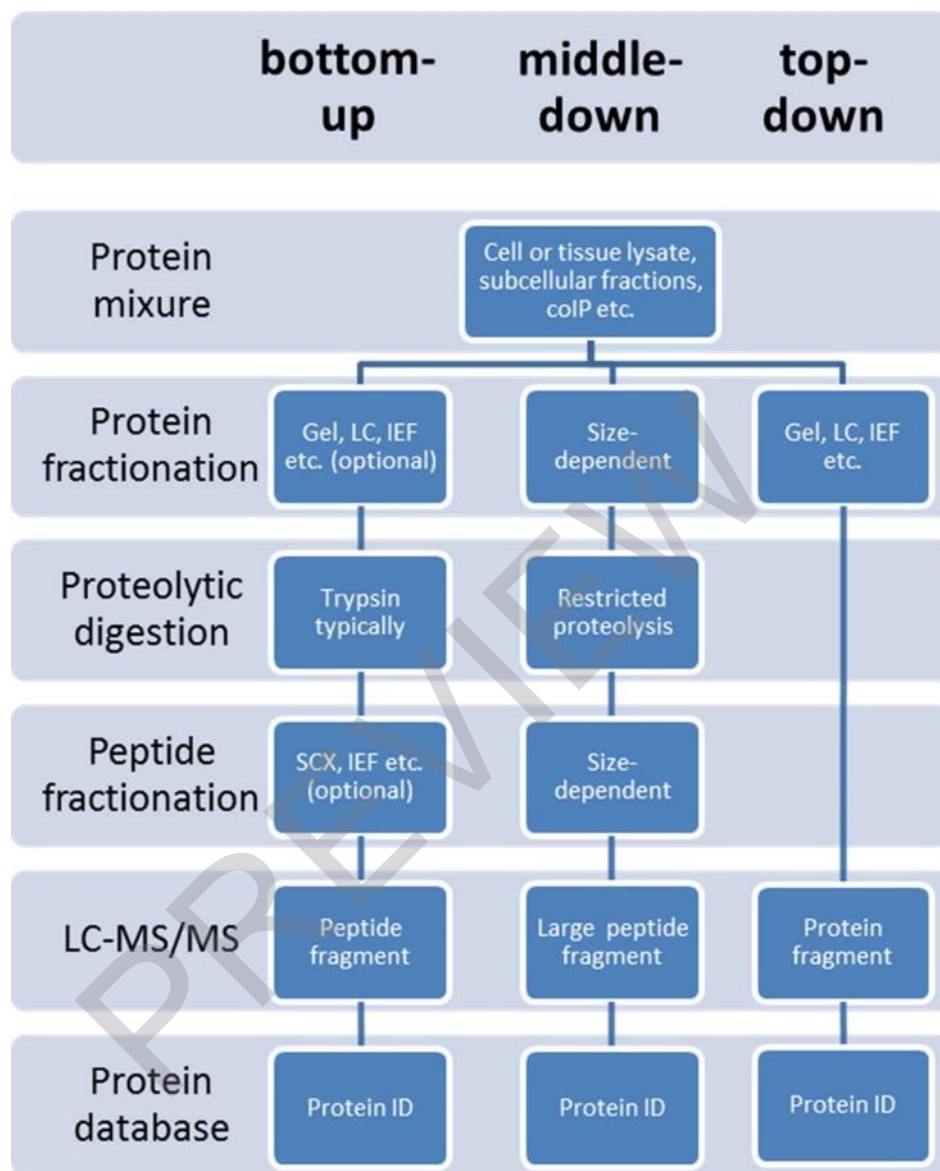 bottom-
up
middle-
down
top-
down
Protein
mixure
Cell or tissue lysate,
subcellular fractions,
coIP etc.
Protein
fractionation
Gel, LC, IEF
etc. (optional)
Size-
dependent
Gel, LC, IEF
etc.
Proteolytic
digestion
Trypsin
typically
Restricted
proteolysis
Peptide
fractionation
SCX, IEF etc.
(optional)
Size-
dependent
LC-MS/MS
Peptide
fragment
Large peptide
fragment
Protein
fragment
Protein
database
Protein ID
Protein ID
Protein ID
PREVIEW